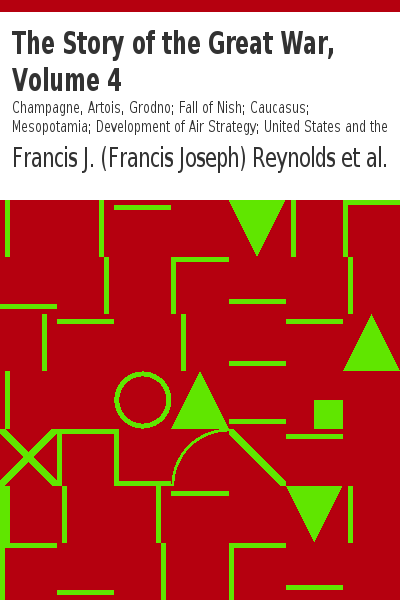 The Story of the Great War,
Volume 4
Champagne, Artois, Grodno; Fall of Nish; Caucasus;
Mesopotamia; Development of Air Strategy; United States and the
Francis J. (Francis Joseph) Reynolds et al.